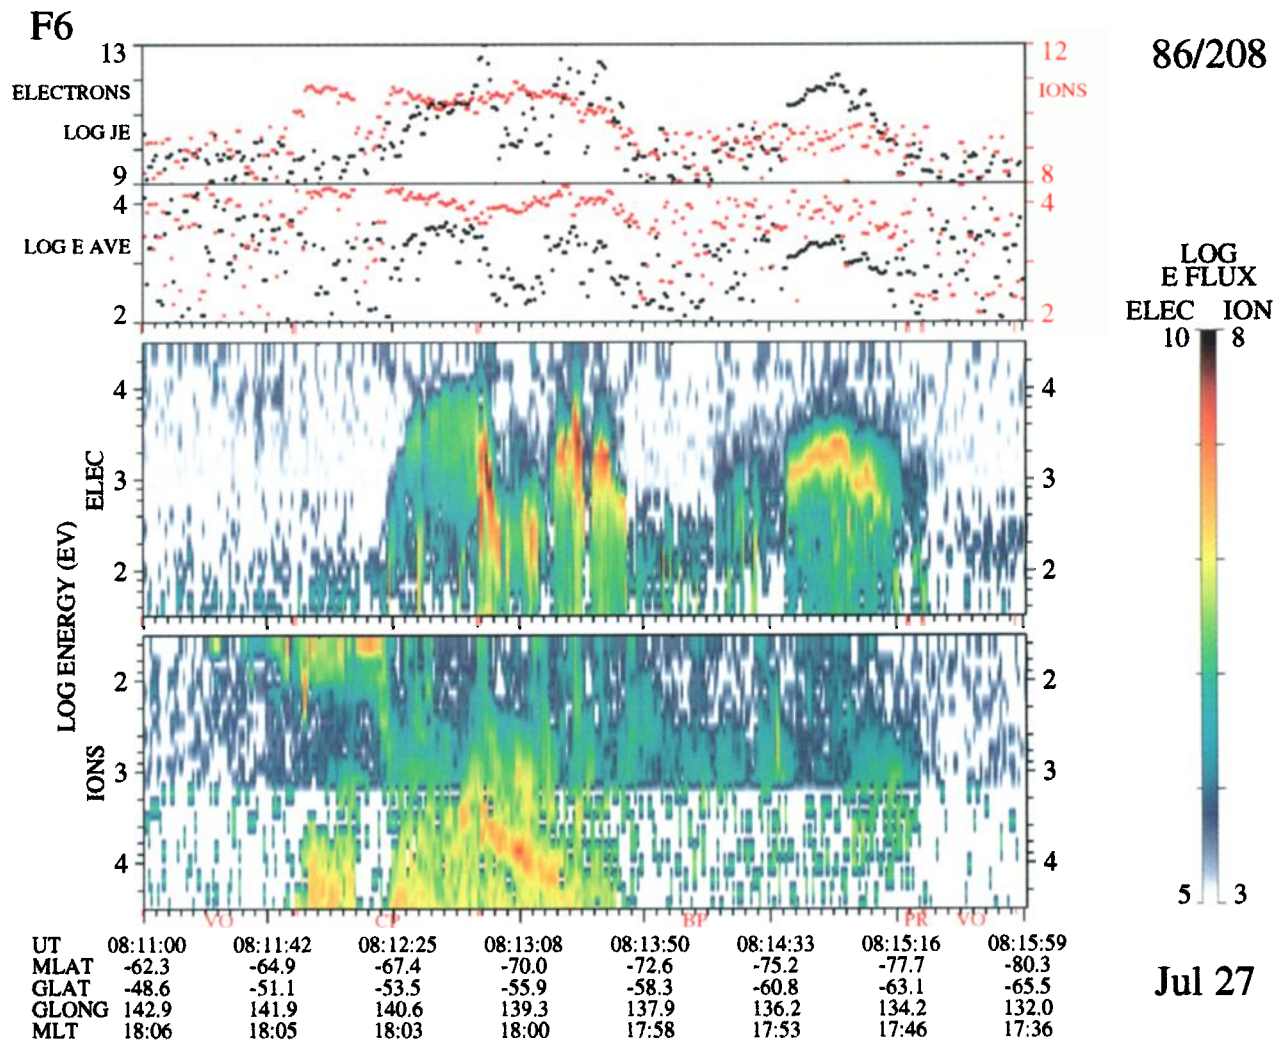 F6
86/208
13
12
ELECTRONS
IONS
LOG JE
9
8
4
4
LOG E AVE
2
2
LOG
E FLUX
ELEC ION
10 8
5 3
LOG ENERGY (EV)
ELEC
4
4
3
3
2
2
IONS
2
2
3
3
4
4
VO CP BP PR VO
UT 08:11:00 08:11:42 08:12:25 08:13:08 08:13:50 08:14:33 08:15:16 08:15:59
MLAT -62.3 -64.9 -67.4 -70.0 -72.6 -75.2 -77.7 -80.3
GLAT -48.6 -51.1 -53.5 -55.9 -58.3 -60.8 -63.1 -65.5
GLONG 142.9 141.9 140.6 139.3 137.9 136.2 134.2 132.0
MLT 18:06 18:05 18:03 18:00 17:58 17:53 17:46 17:36
Jul 27